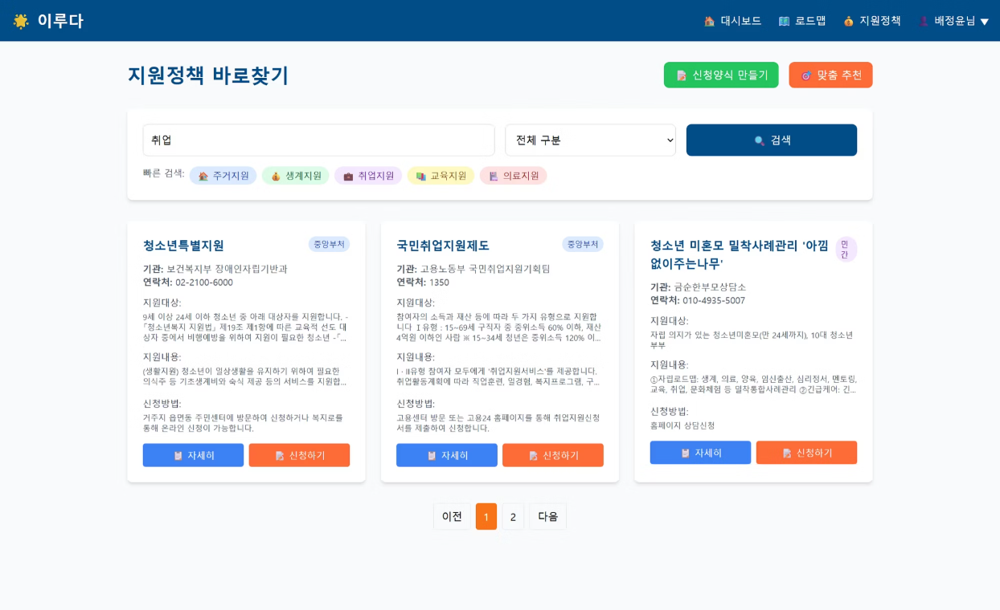 이루다
대시보드
로드맵
지원정책
배정윤님 ▼
지원정책 바로찾기
신청양식 만들기
맞춤 추천
취업
전체 구분
검색
빠른 검색:
주거지원
생계지원
취업지원
교육지원
의료지원
청소년특별지원
중앙부처
기관: 보건복지부 장애인자립기반과
연락처: 02-2100-6000
지원대상:
9세 이상 24세 이하 청소년 중 아래 대상자를 지원합니다. -
「청소년복지 지원법」 제19조 제1항에 따른 교육적 선도 대
상자 중에서 비행예방을 위하여 지원이 필요한 청소년 -「...
지원내용:
(생활지원) 청소년이 일상생활을 유지하기 위하여 필요한
의식주 등 기초생계비와 숙식 제공 등의 서비스를 지원합...
신청방법:
거주지 읍면동 주민센터에 방문하여 신청하거나 복지로를
통해 온라인 신청이 가능합니다.
자세히
신청하기
국민취업지원제도
중앙부처
기관: 고용노동부 국민취업지원기획팀
연락처: 1350
지원대상:
참여자의 소득과 재산 등에 따라 두 가지 유형으로 지원합
니다 Ⅰ유형 : 15~69세 구직자 중 중위소득 60% 이하, 재산
4억원 이하인 사람 ※ 15~34세 청년은 중위소득 120% 이...
지원내용:
Ⅰ·Ⅱ유형 참여자 모두에게 '취업지원서비스'를 제공합니다.
취업활동계획에 따라 직업훈련, 일경험, 복지프로그램, 구...
신청방법:
고용센터 방문 또는 고용24 홈페이지를 통해 취업지원신청
서를 제출하여 신청합니다.
자세히
신청하기
청소년 미혼모 밀착사례관리 '아낌
없이주는나무'
민
간
기관: 금순한부모상담소
연락처: 010-4935-5007
지원대상:
자립 의지가 있는 청소년미혼모(만 24세까지), 10대 청소년
부부
지원내용:
①자립로드맵: 생계, 의료, 양육, 임신출산, 심리정서, 멘토링,
교육, 취업, 문화체험 등 밀착통합사례관리 ②긴급케어: 긴...
신청방법:
홈페이지 상담신청
자세히
신청하기
이전
1
2
다음